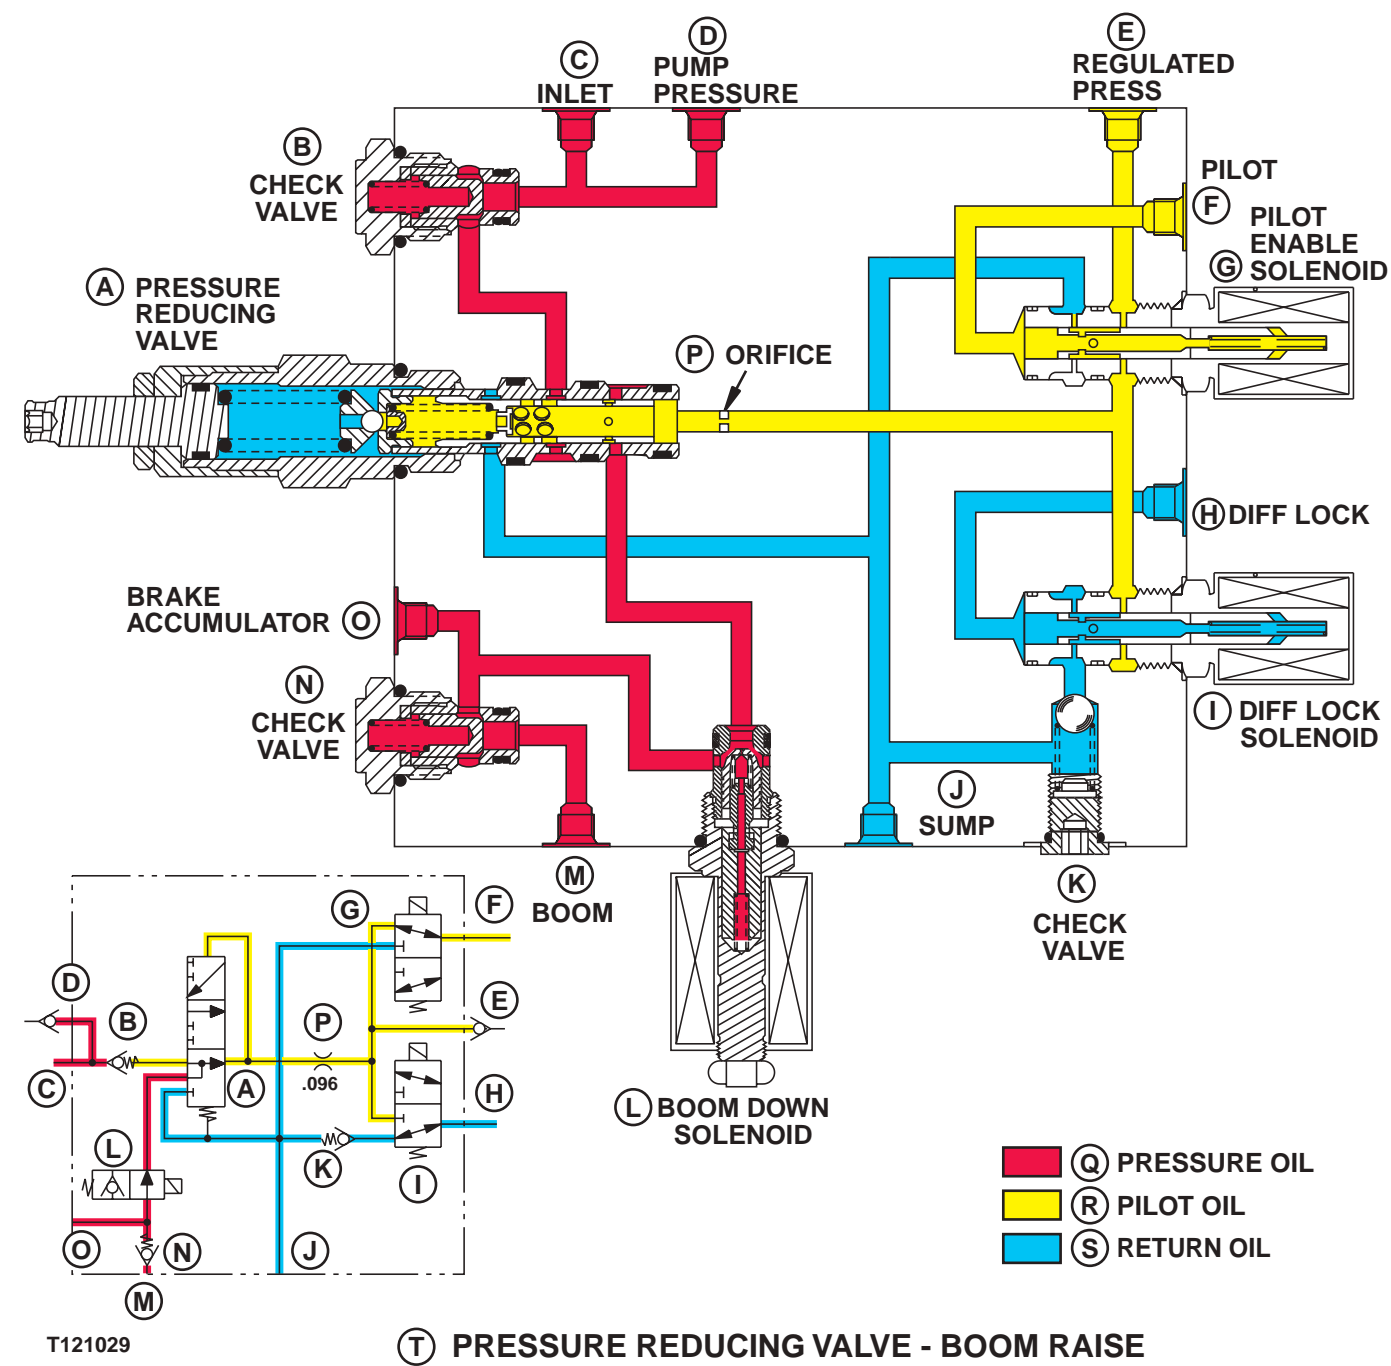 D
PUMP
PRESSURE
C
INLET
E
REGULATED
PRESS
B
CHECK
VALVE
PILOT
F
PILOT
ENABLE
G SOLENOID
A PRESSURE
REDUCING
VALVE
P ORIFICE
H DIFF LOCK
BRAKE
ACCUMULATOR O
N
CHECK
VALVE
I DIFF LOCK
SOLENOID
J
SUMP
M
BOOM
K
CHECK
VALVE
L BOOM DOWN
SOLENOID
G
F
D
B
P
E
C
A
.096
H
L
K
I
O
N
J
M
Q PRESSURE OIL
R PILOT OIL
S RETURN OIL
T121029
T PRESSURE REDUCING VALVE - BOOM RAISE